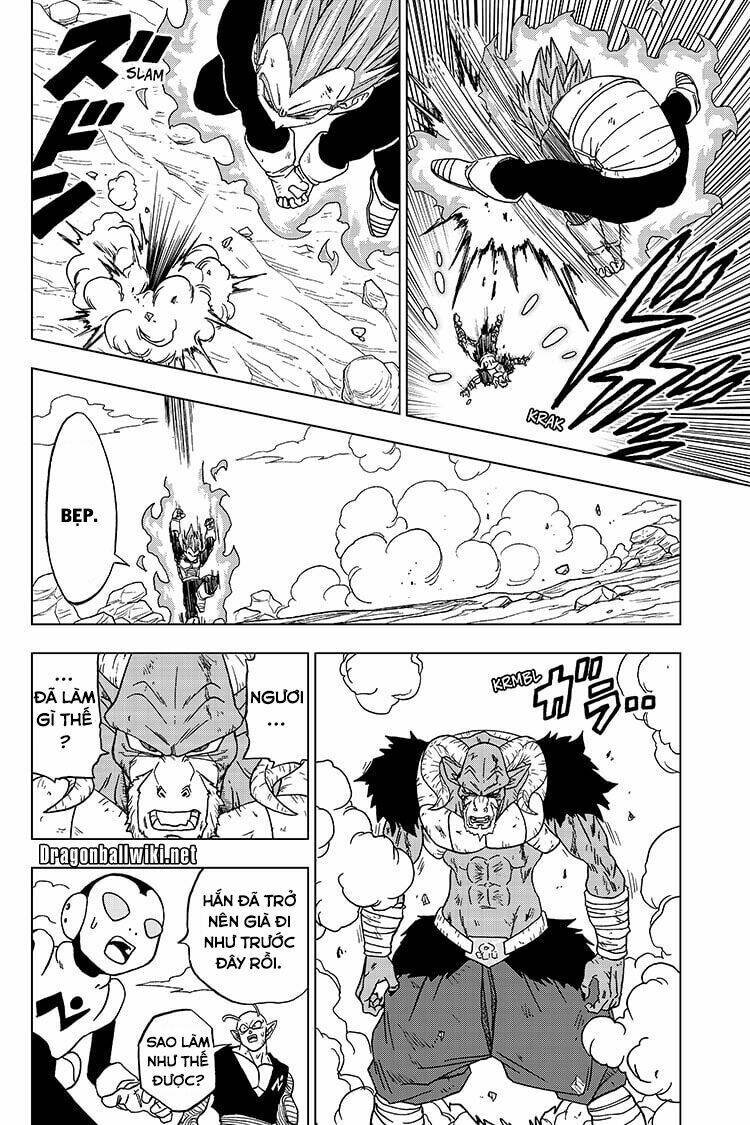 KRAK
ズドン
SLAM
BẸP.
KRMBL
ガラ...
NGƯƠI
...
...
ĐÃ LÀM
GÌ THẾ
?
Dragonballwiki.net
HẮN ĐÃ TRỞ
NÊN GIÀ ĐI
NHƯ TRƯỚC
ĐÂY RỒI.
SAO LÀM
NHƯ THẾ
ĐƯỢC?